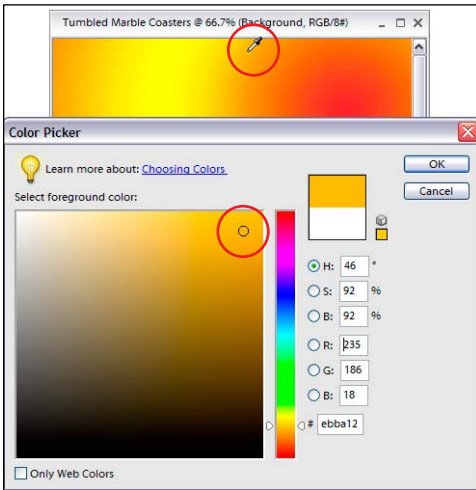 Tumbled Marble Coasters @ 66.7% (Background, RGB/8#)
Color Picker
Learn more about: Choosing Colors
OK
Select foreground color:
Cancel
H: 46 °
S: 92 %
B: 92 %
R: 235
G: 186
B: 18
# ebba12
Only Web Colors